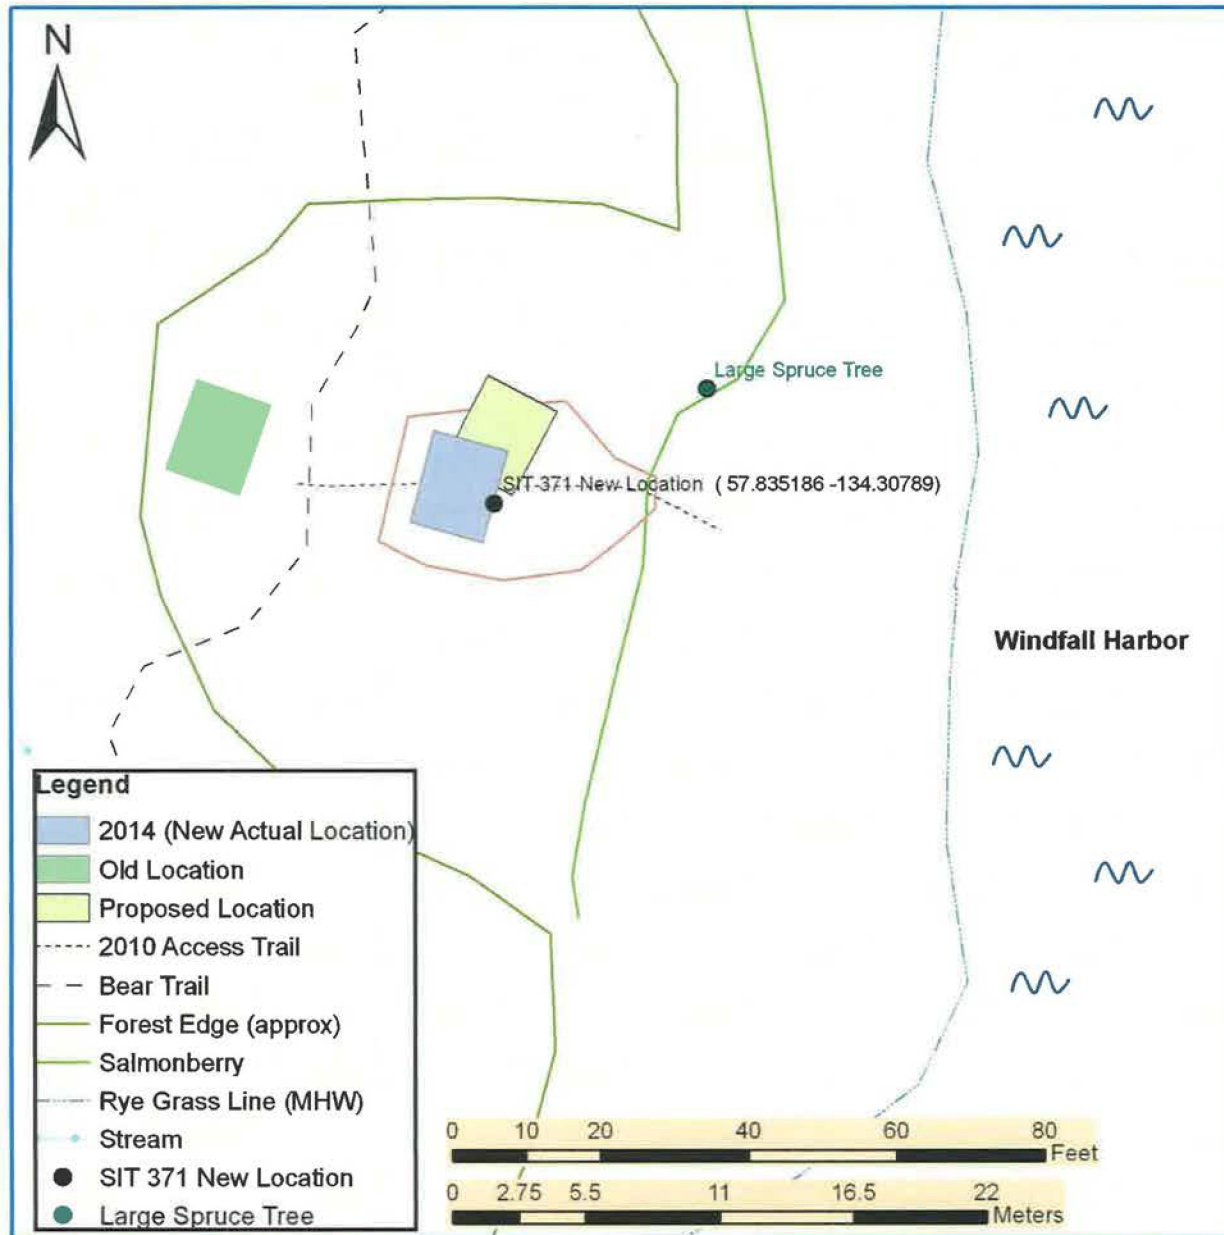 N
Large Spruce Tree
SIT-371 New Location ( 57.835186 -134.30789)
Windfall Harbor
Legend
2014 (New Actual Location)
Old Location
Proposed Location
2010 Access Trail
Bear Trail
Forest Edge (approx)
Salmonberry
Rye Grass Line (MHW)
Stream
SIT 371 New Location
Large Spruce Tree
0 10 20 40 60 80
Feet
0 2.75 5.5 11 16.5 22
Meters